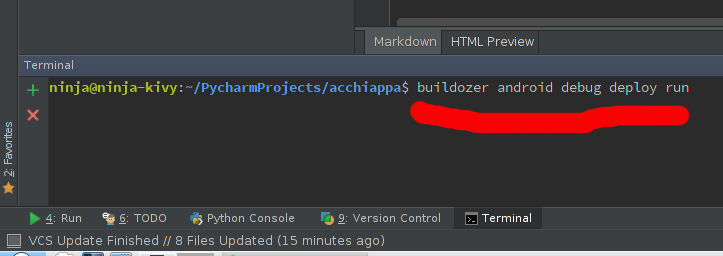 Markdown HTML Preview
Terminal
ninja@ninja-kivy:~/PycharmProjects/acchiappa$ buildozer android debug deploy run
2: Favorites
4: Run 6: TODO Python Console 9: Version Control Terminal
VCS Update Finished // 8 Files Updated (15 minutes ago)